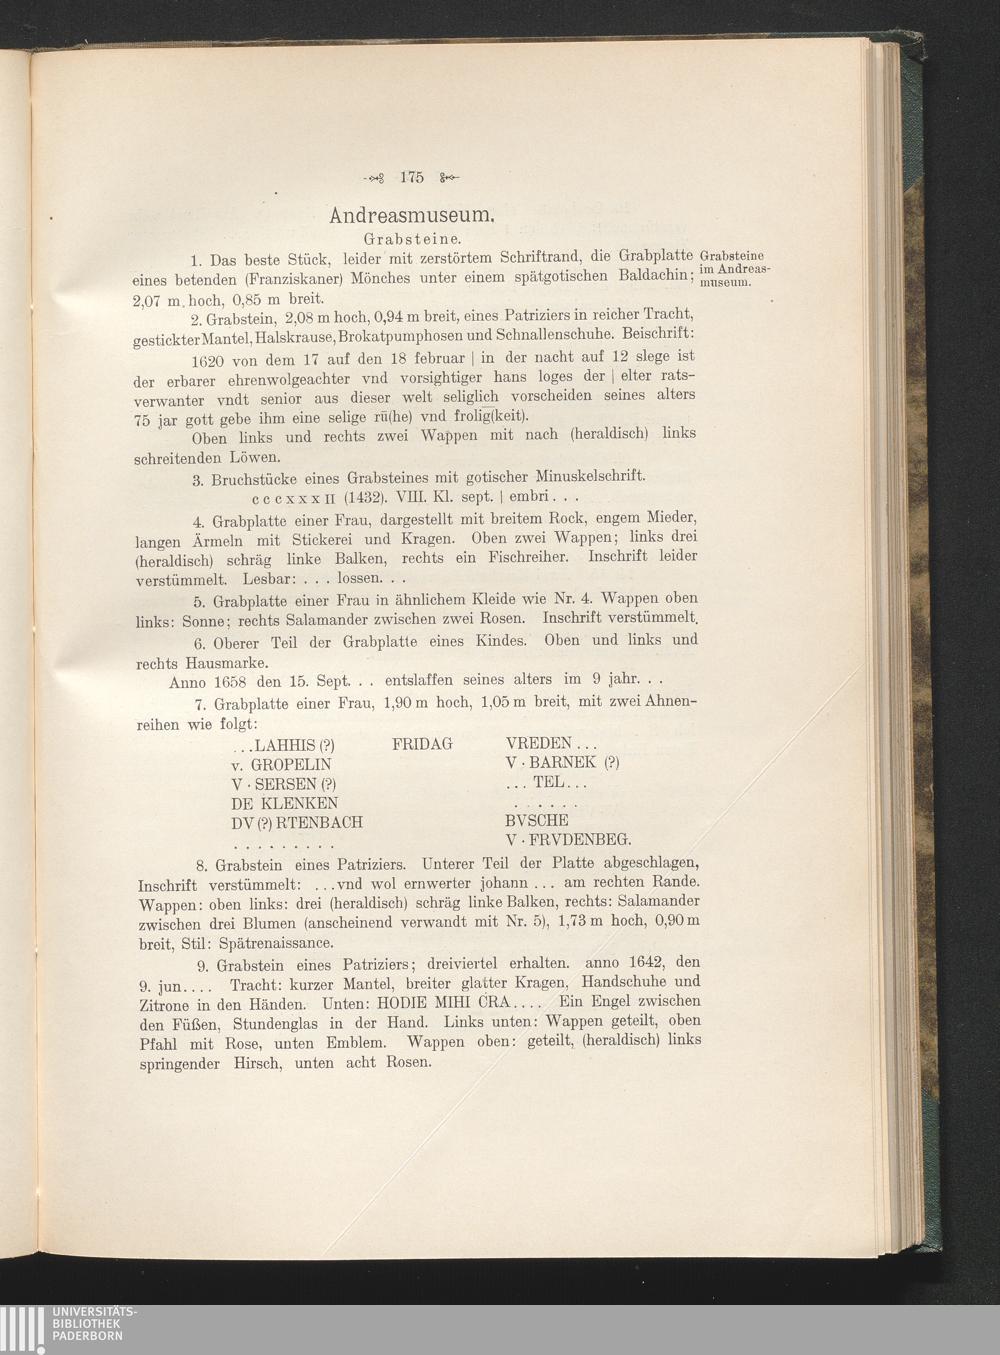 175
Andreasmuseum.
Grabsteine.
1. Das beste Stück, leider mit zerstörtem Schriftrand, die Grabplatte
eines betenden (Franziskaner) Mönches unter einem spätgotischen Baldachin;
2,07 m hoch, 0,85 m breit.
Grabsteine
im Andreas-
museum.
2. Grabstein, 2,08 m hoch, 0,94 m breit, eines Patriziers in reicher Tracht,
gestickter Mantel, Halskrause, Brokatpumphosen und Schnallenschuhe. Beischrift:
1620 von dem 17 auf den 18 februar | in der nacht auf 12 slege ist
der erbarer ehrenwolgeachter vnd vorsightiger hans loges der | elter rats-
verwanter vndt senior aus dieser welt seliglich vorscheiden seines alters
75 jar gott gebe ihm eine selige rū(he) vnd frolig(keit).
Oben links und rechts zwei Wappen mit nach (heraldisch) links
schreitenden Löwen.
3. Bruchstücke eines Grabsteines mit gotischer Minuskelschrift.
c c c x x x II (1432). VIII. Kl. sept. | embri . . .
4. Grabplatte einer Frau, dargestellt mit breitem Rock, engem Mieder,
langen Ärmeln mit Stickerei und Kragen. Oben zwei Wappen; links drei
(heraldisch) schräg linke Balken, rechts ein Fischreiher. Inschrift leider
verstümmelt. Lesbar: . . . lossen. . .
5. Grabplatte einer Frau in ähnlichem Kleide wie Nr. 4. Wappen oben
links: Sonne; rechts Salamander zwischen zwei Rosen. Inschrift verstümmelt.
6. Oberer Teil der Grabplatte eines Kindes. Oben und links und
rechts Hausmarke.
Anno 1658 den 15. Sept. . . entslaffen seines alters im 9 jahr. . .
7. Grabplatte einer Frau, 1,90 m hoch, 1,05 m breit, mit zwei Ahnen-
reihen wie folgt:
. . . LAHHIS (?) FRIDAG VREDEN . . .
v. GROPELIN V · BARNEK (?)
V · SERSEN (?) . . . TEL . . .
DE KLENKEN . . . . . .
DV (?) RTENBACH BVSCHE
. . . . . . . . . V · FRVDENBEG.
8. Grabstein eines Patriziers. Unterer Teil der Platte abgeschlagen,
Inschrift verstümmelt: . . . vnd wol ernwerter johann . . . am rechten Rande.
Wappen: oben links: drei (heraldisch) schräg linke Balken, rechts: Salamander
zwischen drei Blumen (anscheinend verwandt mit Nr. 5), 1,73 m hoch, 0,90 m
breit, Stil: Spätrenaissance.
9. Grabstein eines Patriziers; dreiviertel erhalten. anno 1642, den
9. jun. . . . Tracht: kurzer Mantel, breiter glatter Kragen, Handschuhe und
Zitrone in den Händen. Unten: HODIE MIHI CRA. . . . Ein Engel zwischen
den Füßen, Stundenglas in der Hand. Links unten: Wappen geteilt, oben
Pfahl mit Rose, unten Emblem. Wappen oben: geteilt, (heraldisch) links
springender Hirsch, unten acht Rosen.
UNIVERSITÄTS-
BIBLIOTHEK
PADERBORN